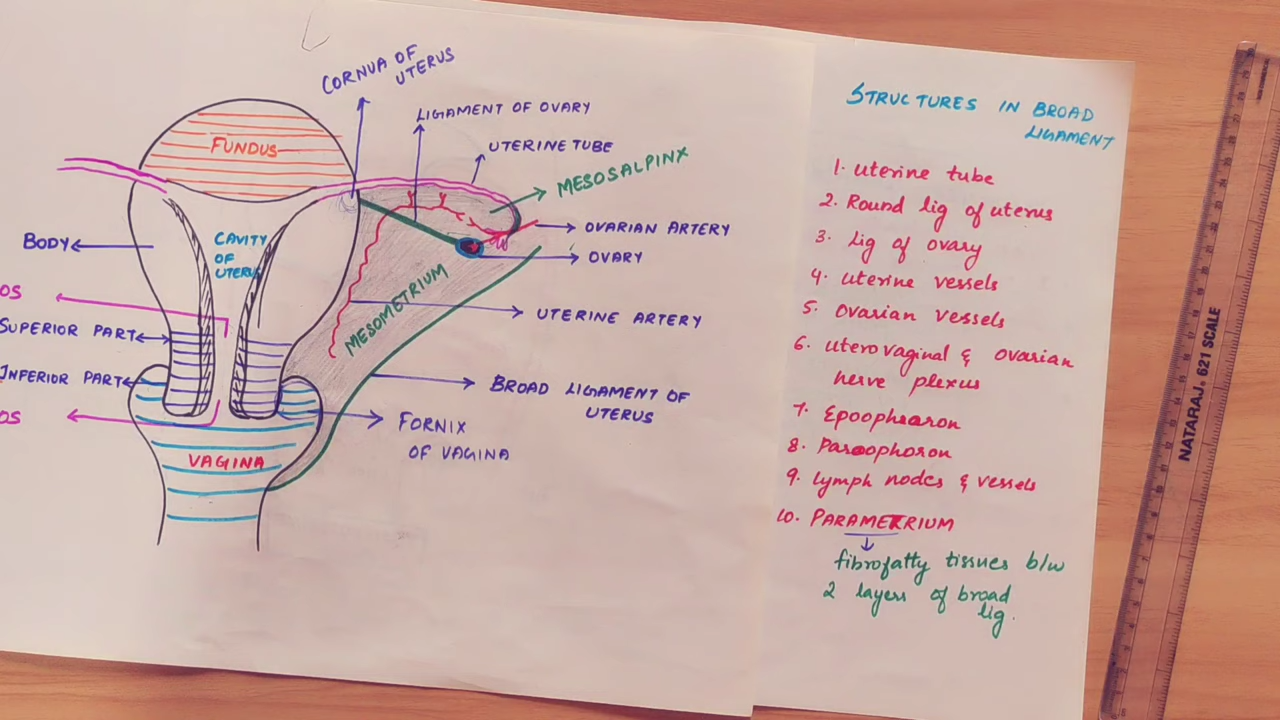 CORNUA OF
UTERUS
LIGAMENT OF OVARY
UTERINE TUBE
MESOSALPINX
FUNDUS
OVARIAN ARTERY
OVARY
BODY
CAVITY
OF
UTERUS
MESOMETRIUM
UTERINE ARTERY
OS
SUPERIOR PART
INFERIOR PART
OS
BROAD LIGAMENT OF
UTERUS
FORNIX
OF VAGINA
VAGINA
STRUCTURES IN BROAD
LIGAMENT
1. Uterine tube
2. Round lig of uterus
3. lig of ovary
4. Uterine vessels
5. Ovarian vessels
6. Uterovaginal & ovarian
nerve plexus
7. Epoophoron
8. Paroophoron
9. Lymph nodes & vessels
10. PARAMETRIUM
fibrofatty tissues b/w
2 layers of broad
lig.
NATARAJ® 621 SCALE